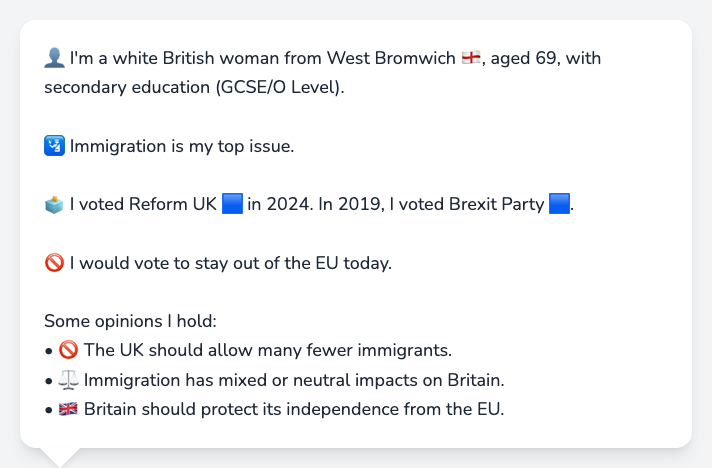 👤 I'm a white British woman from West Bromwich 🏴󠁧󠁢󠁥󠁮󠁧󠁿, aged 69, with
secondary education (GCSE/O Level).
🛂 Immigration is my top issue.
🗳️ I voted Reform UK 🟦 in 2024. In 2019, I voted Brexit Party 🟦.
🚫 I would vote to stay out of the EU today.
Some opinions I hold:
• 🚫 The UK should allow many fewer immigrants.
• ⚖️ Immigration has mixed or neutral impacts on Britain.
• 🇬🇧 Britain should protect its independence from the EU.